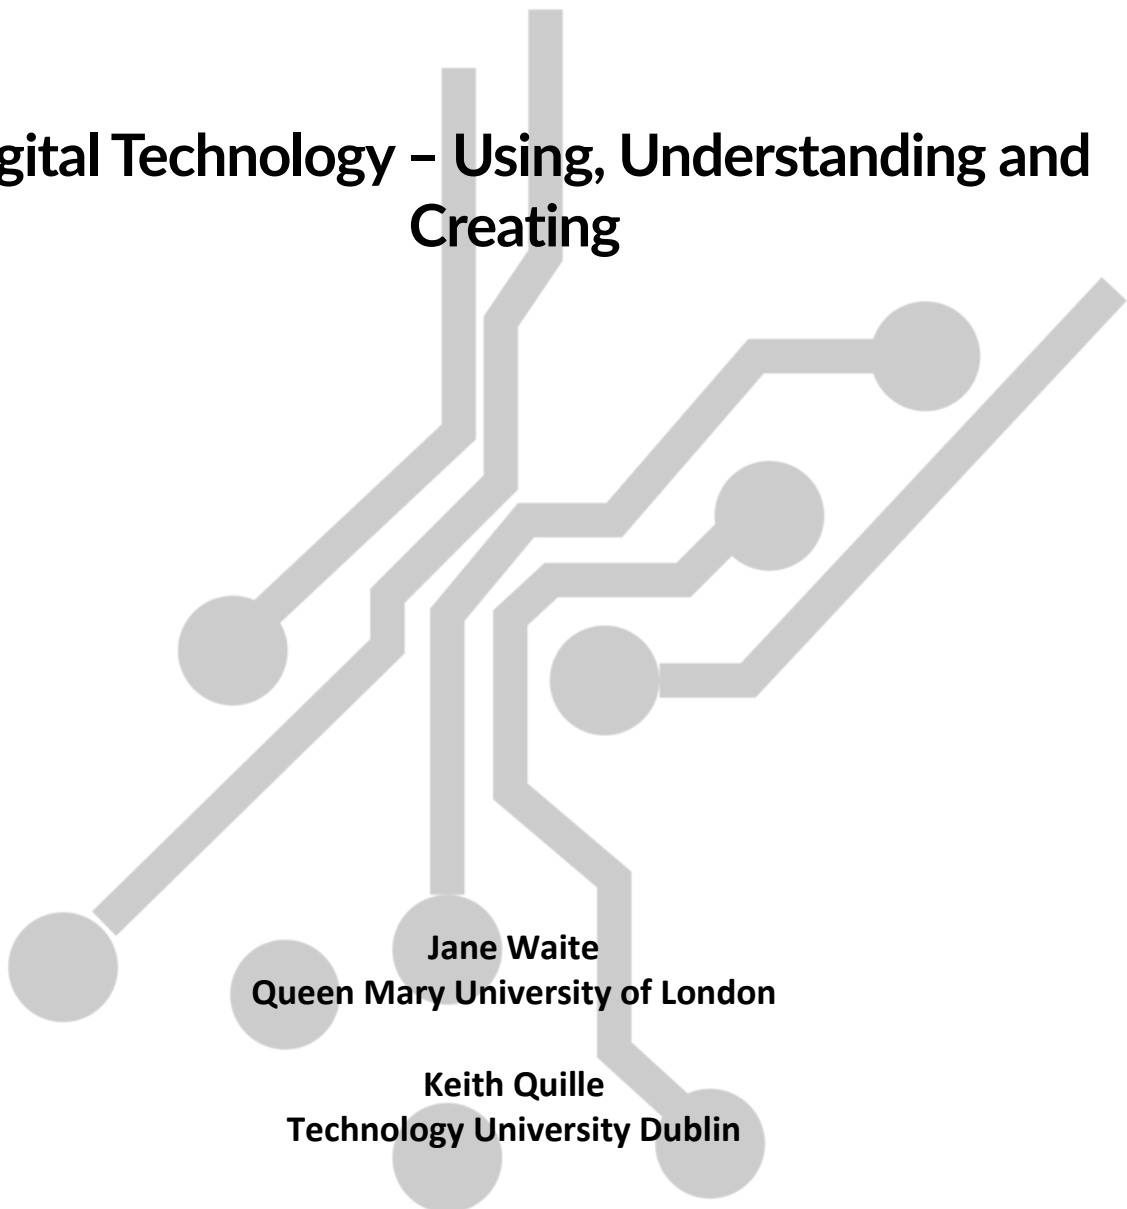 gital Technology – Using, Understanding and
Creating
Jane Waite
Queen Mary University of London
Keith Quille
Technology University Dublin